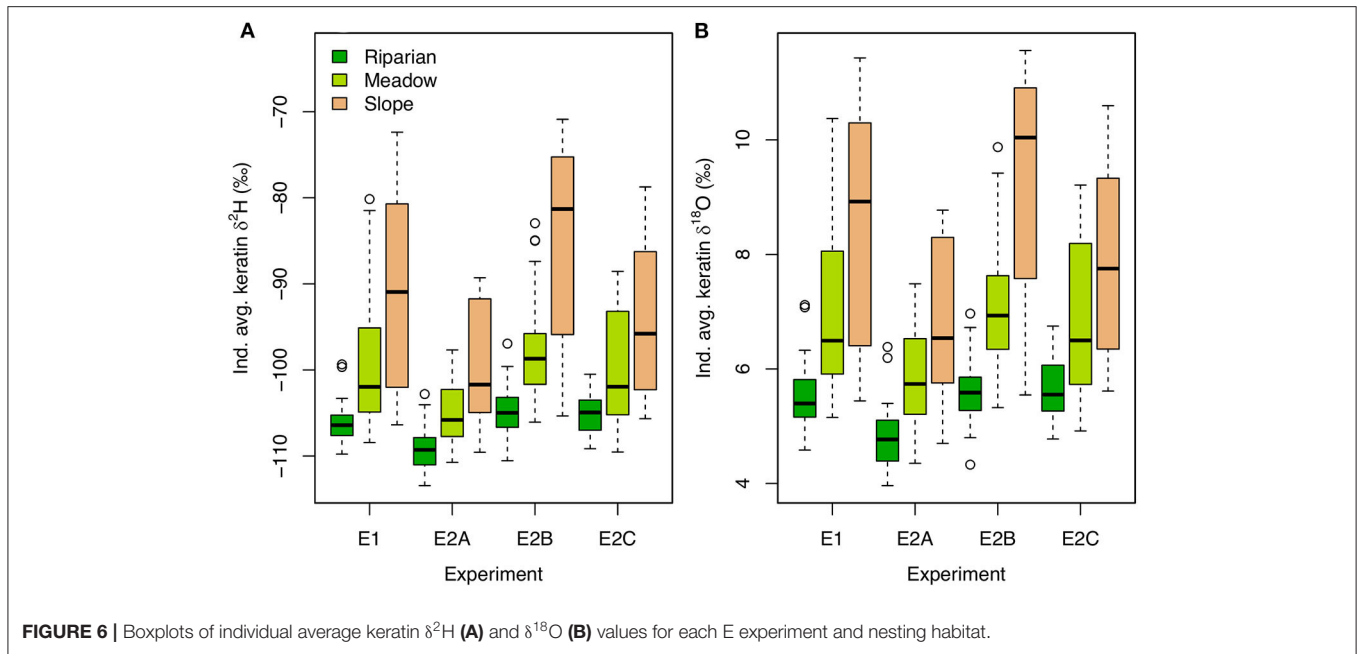 A
Riparian
Meadow
Slope
Ind. avg. keratin δ²H (‰)
−70
−80
−90
−100
−110
E1 E2A E2B E2C
Experiment
B
Ind. avg. keratin δ¹⁸O (‰)
10
8
6
4
E1 E2A E2B E2C
Experiment
FIGURE 6 | Boxplots of individual average keratin δ²H (A) and δ¹⁸O (B) values for each E experiment and nesting habitat.